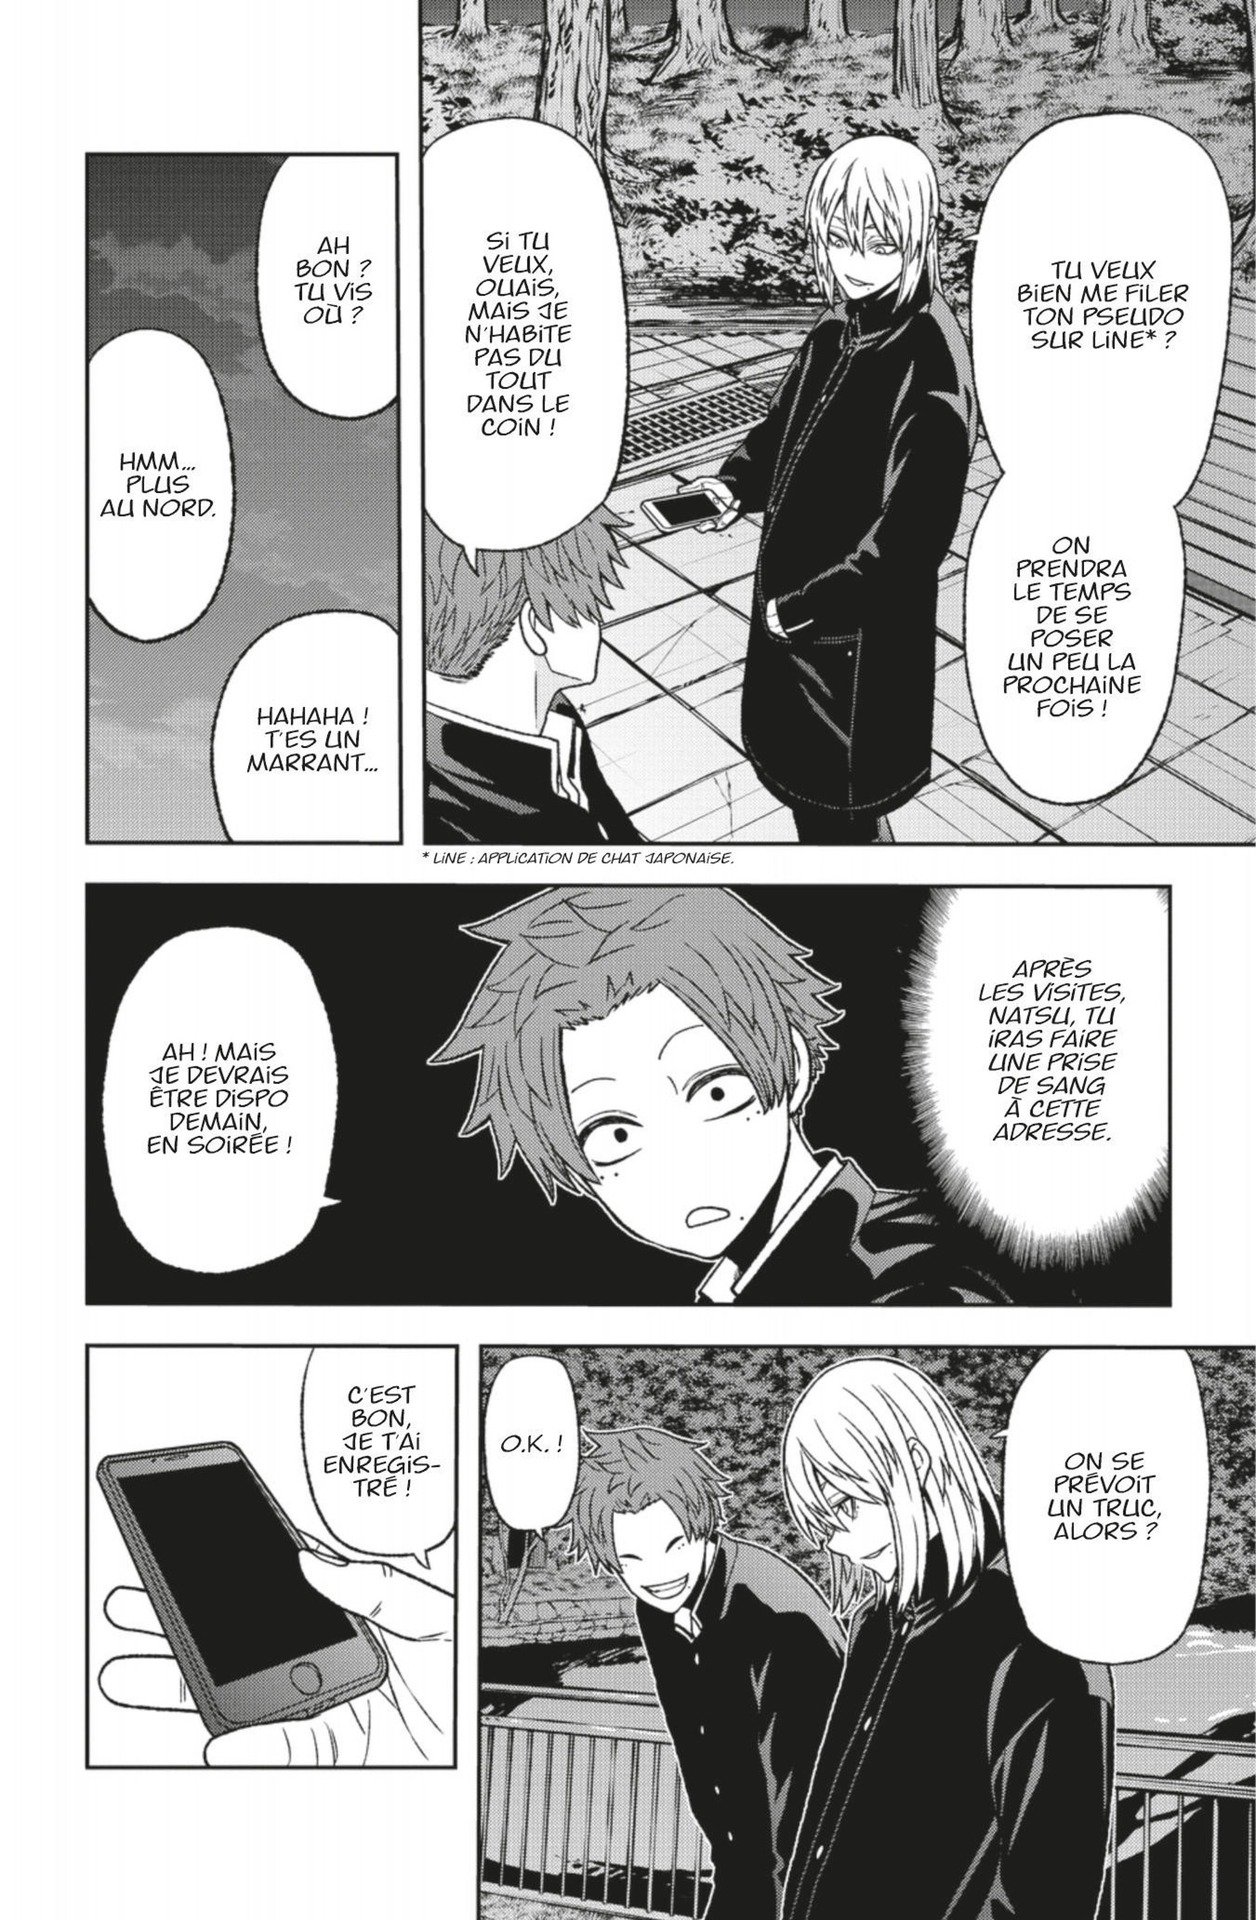 TU VEUX
BIEN ME FILER
TON PSEUDO
SUR LINE* ?
ON
PRENDRA
LE TEMPS
DE SE
POSER
UN PEU LA
PROCHAINE
FOIS !
SI TU
VEUX,
OUAIS,
MAIS JE
N'HABITE
PAS DU
TOUT
DANS LE
COIN !
* LINE : APPLICATION DE CHAT JAPONAISE.
AH
BON ?
TU VIS
OÙ ?
HMM...
PLUS
AU NORD.
HAHAHA !
T'ES UN
MARRANT...
APRÈS
LES VISITES,
NATSU, TU
IRAS FAIRE
UNE PRISE
DE SANG
À CETTE
ADRESSE.
AH ! MAIS
JE DEVRAIS
ÊTRE DISPO
DEMAIN,
EN SOIRÉE !
ON SE
PRÉVOIT
UN TRUC,
ALORS ?
O.K. !
C'EST
BON,
JE T'AI
ENREGIS-
TRÉ !